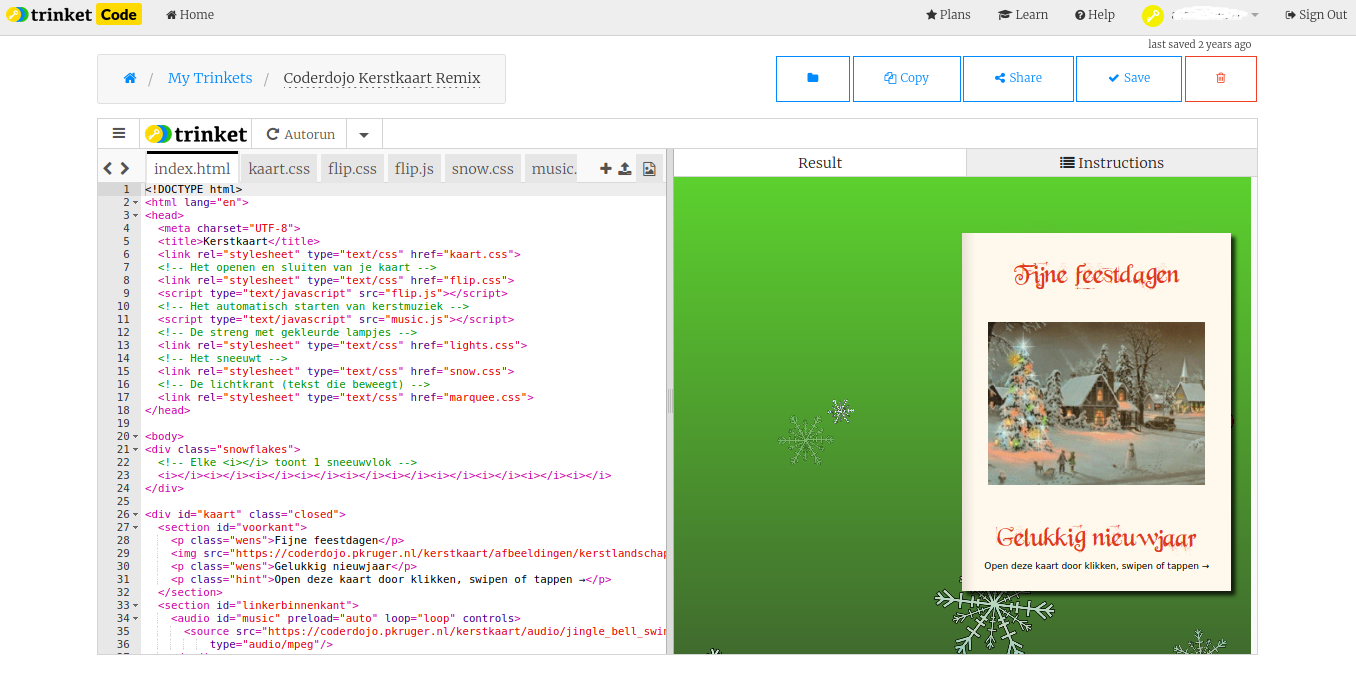 trinket Code Home Plans Learn Help Sign Out
last saved 2 years ago
/ My Trinkets / Coderdojo Kerstkaart Remix
Copy Share Save
trinket Autorun
Result Instructions
index.html kaart.css flip.css flip.js snow.css music.
1 <!DOCTYPE html>
2 <html lang="en">
3 <head>
4 <meta charset="UTF-8">
5 <title>Kerstkaart</title>
6 <link rel="stylesheet" type="text/css" href="kaart.css">
7 <!-- Het openen en sluiten van je kaart -->
8 <link rel="stylesheet" type="text/css" href="flip.css">
9 <script type="text/javascript" src="flip.js"></script>
10 <!-- Het automatisch starten van kerstmuziek -->
11 <script type="text/javascript" src="music.js"></script>
12 <!-- De streng met gekleurde lampjes -->
13 <link rel="stylesheet" type="text/css" href="lights.css">
14 <!-- Het sneeuwt -->
15 <link rel="stylesheet" type="text/css" href="snow.css">
16 <!-- De lichtkrant (tekst die beweegt) -->
17 <link rel="stylesheet" type="text/css" href="marquee.css">
18 </head>
19
20 <body>
21 <div class="snowflakes">
22 <!-- Elke <i></i> toont 1 sneeuwvlok -->
23 <i></i><i></i><i></i><i></i><i></i><i></i><i></i><i></i><i></i><i></i>
24 </div>
25
26 <div id="kaart" class="closed">
27 <section id="voorkant">
28 <p class="wens">Fijne feestdagen</p>
29 <img src="https://coderdojo.pkruger.nl/kerstkaart/afbeeldingen/kerstlandschap
30 <p class="wens">Gelukkig nieuwjaar</p>
31 <p class="hint">Open deze kaart door klikken, swipen of tappen →</p>
32 </section>
33 <section id="linkerbinnenkant">
34 <audio id="music" preload="auto" loop="loop" controls>
35 <source src="https://coderdojo.pkruger.nl/kerstkaart/audio/jingle_bell_swin
36 type="audio/mpeg"/>
Fijne feestdagen
Gelukkig nieuwjaar
Open deze kaart door klikken, swipen of tappen →